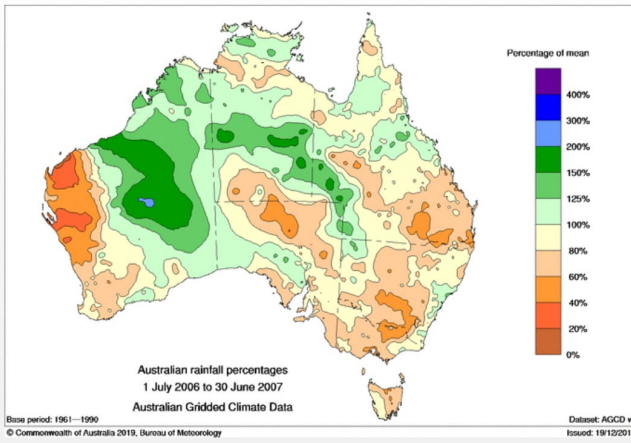 Percentage of mean
400%
300%
200%
150%
125%
100%
80%
60%
40%
20%
0%
Australian rainfall percentages
1 July 2006 to 30 June 2007
Australian Gridded Climate Data
Base period: 1961—1990
Dataset: AGCD
© Commonwealth of Australia 2019, Bureau of Meteorology
Issued: 19/12/201